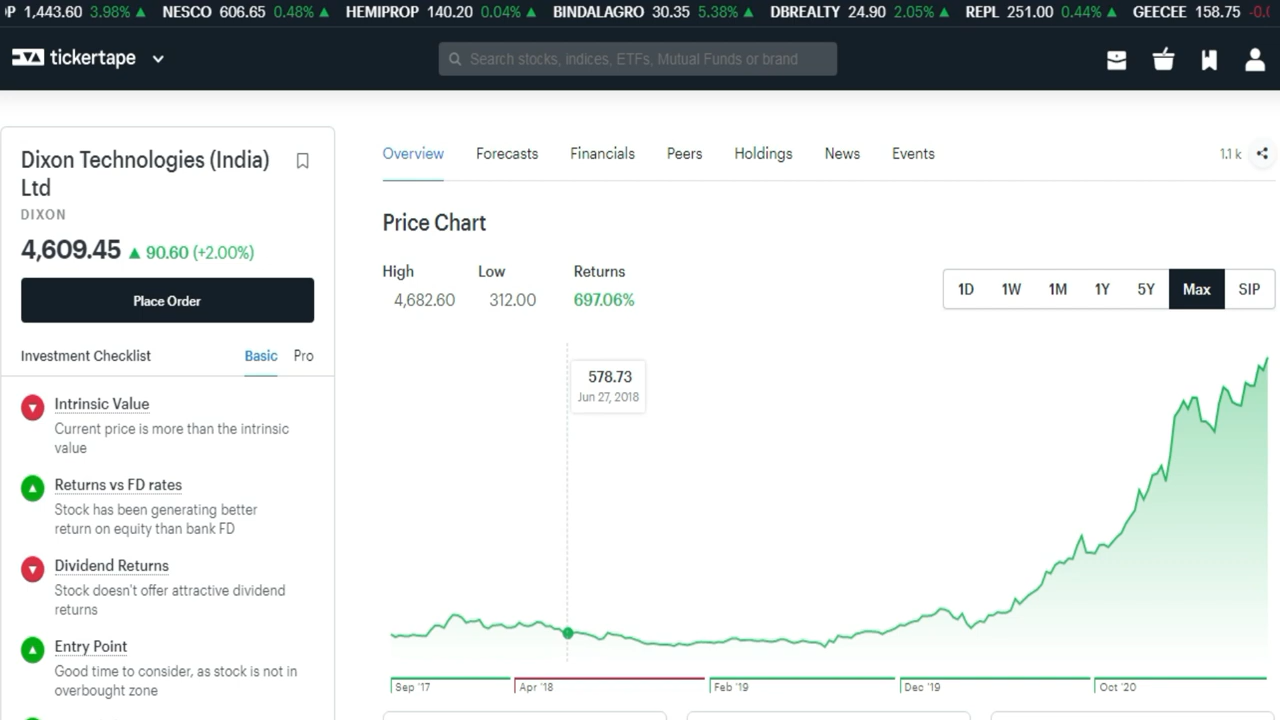 P 1,443.60 3.98% ▲ NESCO 606.65 0.48% ▲ HEMIPROP 140.20 0.04% ▲ BINDALAGRO 30.35 5.38% ▲ DBREALTY 24.90 2.05% ▲ REPL 251.00 0.44% ▲ GEECEE 158.75 -0.0
tickertape
Search stocks, indices, ETFs, Mutual Funds or brand
Dixon Technologies (India)
Ltd
DIXON
4,609.45 ▲ 90.60 (+2.00%)
Place Order
Investment Checklist Basic Pro
Intrinsic Value
Current price is more than the intrinsic
value
Returns vs FD rates
Stock has been generating better
return on equity than bank FD
Dividend Returns
Stock doesn't offer attractive dividend
returns
Entry Point
Good time to consider, as stock is not in
overbought zone
Overview Forecasts Financials Peers Holdings News Events 1.1 k
Price Chart
High Low Returns
4,682.60 312.00 697.06%
1D 1W 1M 1Y 5Y Max SIP
578.73
Jun 27, 2018
Sep '17 Apr '18 Feb '19 Dec '19 Oct '20